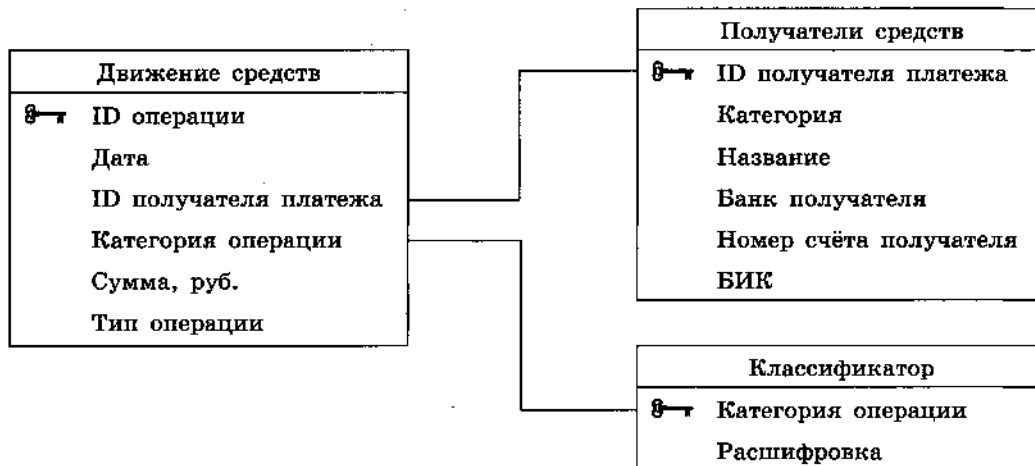 Движение средств
ID операции
Дата
ID получателя платежа
Категория операции
Сумма, руб.
Тип операции
Получатели средств
ID получателя платежа
Категория
Название
Банк получателя
Номер счёта получателя
БИК
Классификатор
Категория операции
Расшифровка